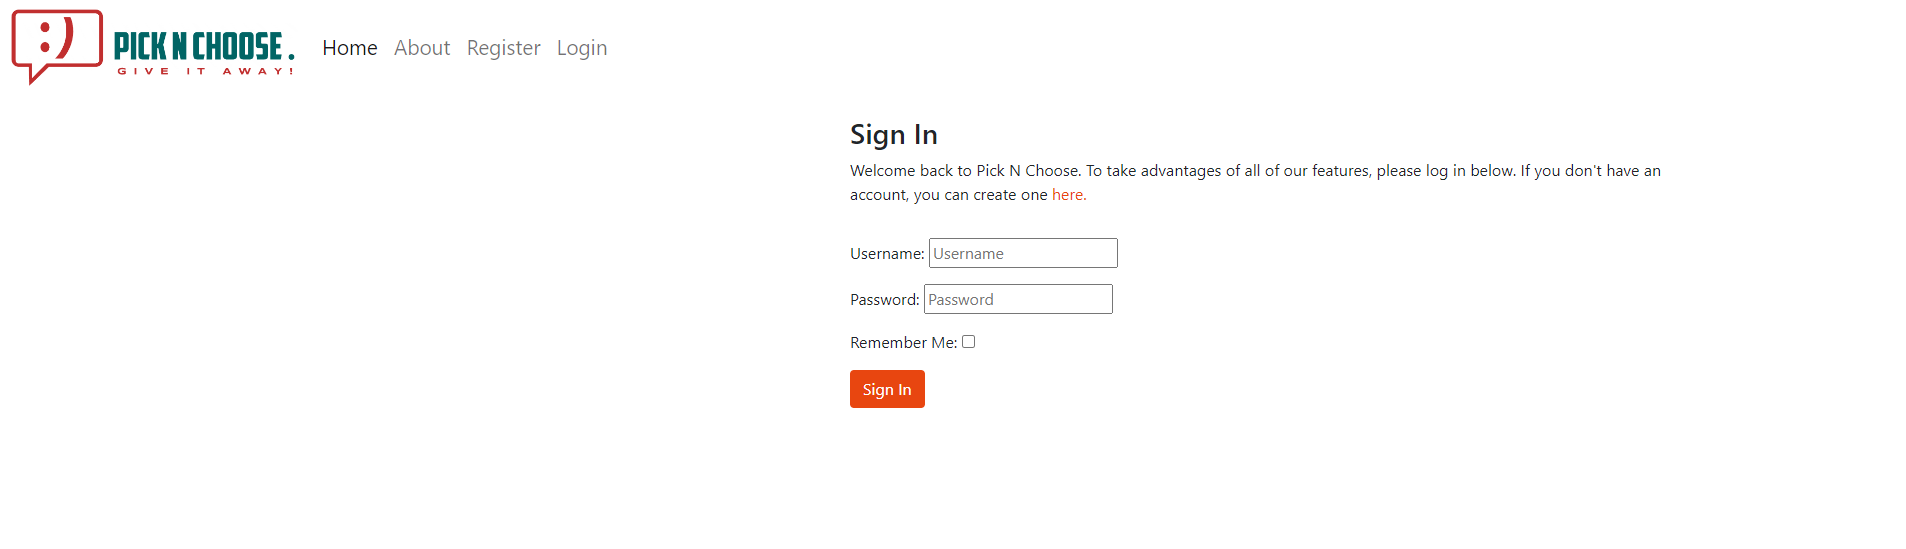 :) PICK N CHOOSE .
GIVE IT AWAY!
Home About Register Login
Sign In
Welcome back to Pick N Choose. To take advantages of all of our features, please log in below. If you don't have an
account, you can create one here.
Username: Username
Password: Password
Remember Me:
Sign In